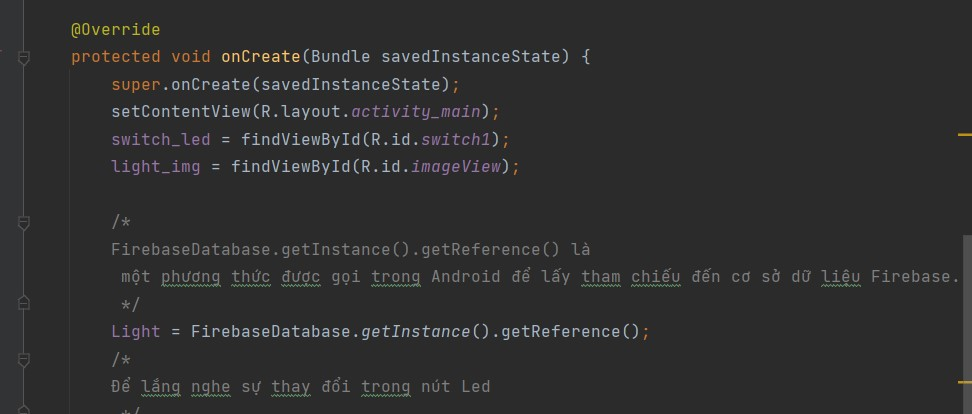 @Override
protected void onCreate(Bundle savedInstanceState) {
super.onCreate(savedInstanceState);
setContentView(R.layout.activity_main);
switch_led = findViewById(R.id.switch1);
light_img = findViewById(R.id.imageView);
/*
FirebaseDatabase.getInstance().getReference() là
một phương thức được gọi trong Android để lấy tham chiếu đến cơ sở dữ liệu Firebase.
*/
Light = FirebaseDatabase.getInstance().getReference();
/*
Để lắng nghe sự thay đổi trong nút Led
*/